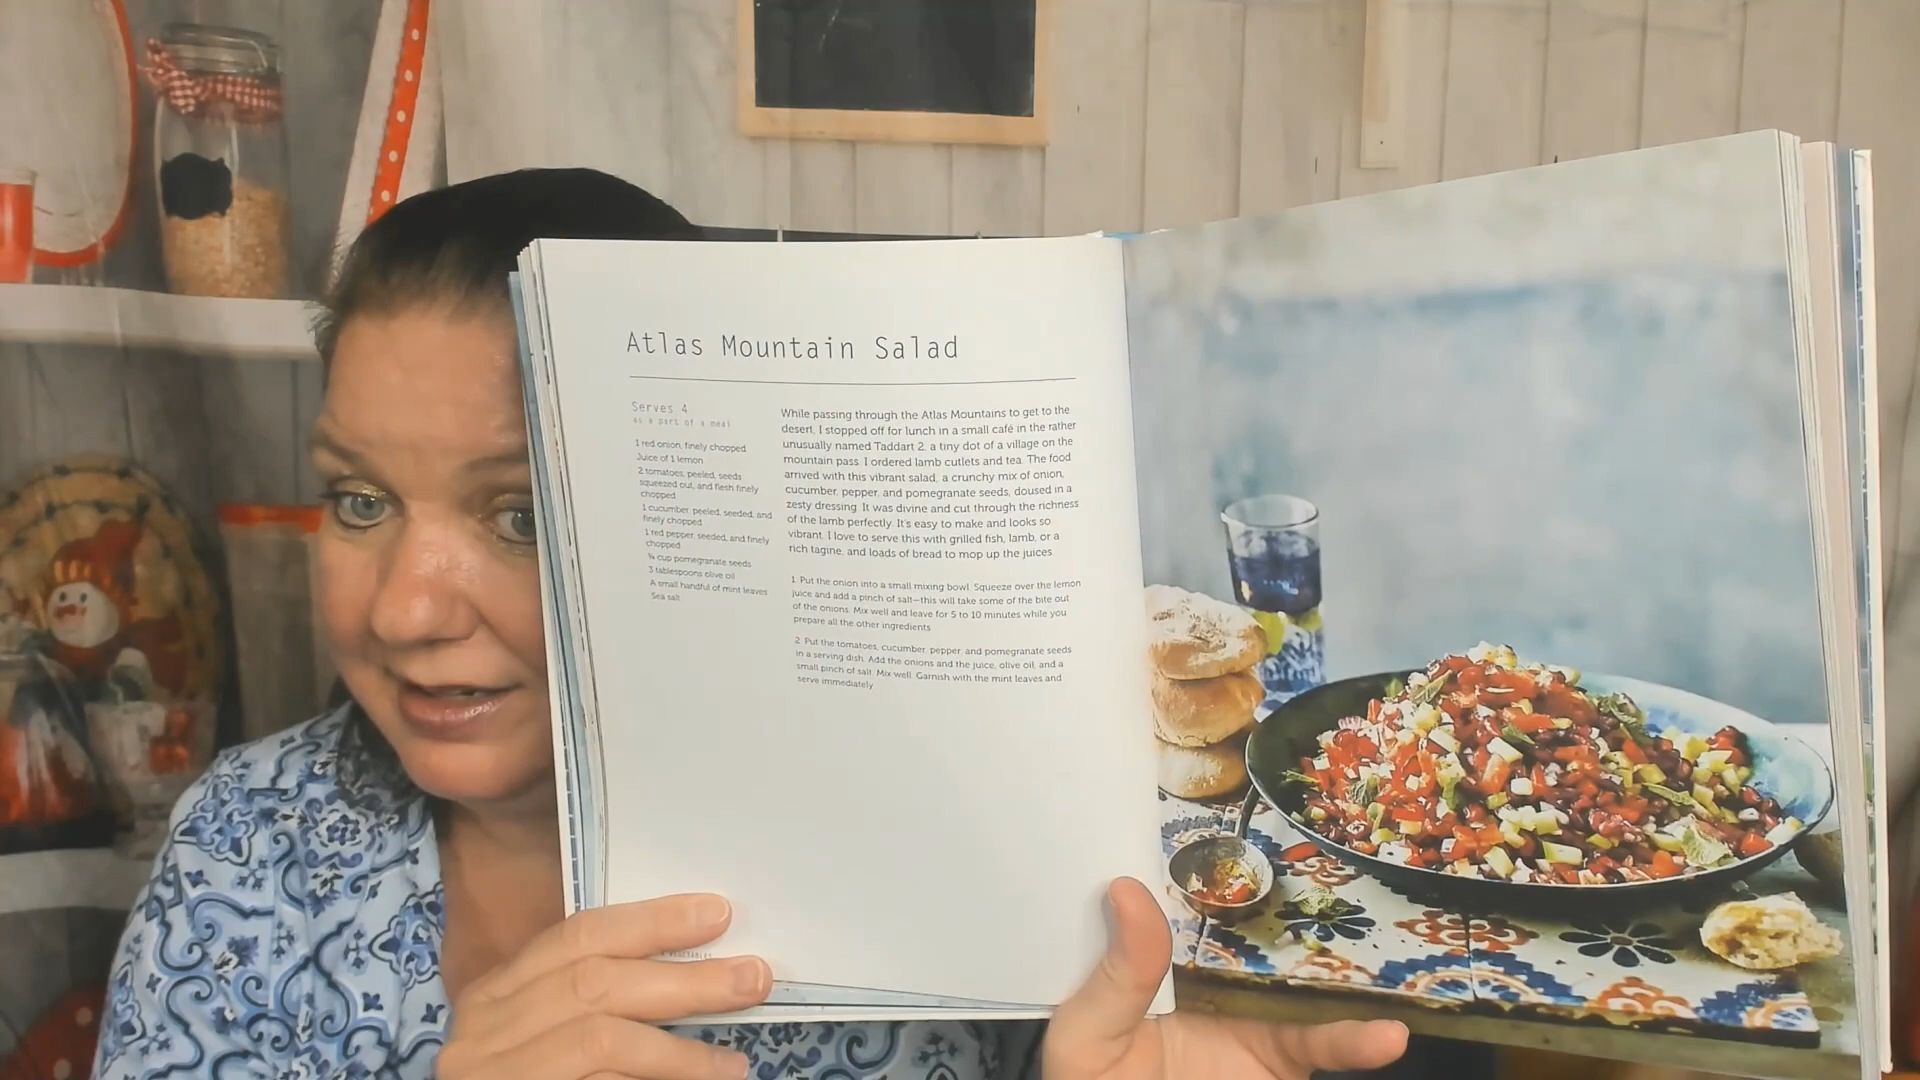 Atlas Mountain Salad
Serves 4
as a part of a meal
1 red onion, finely chopped
Juice of 1 lemon
2 tomatoes, peeled, seeds
squeezed out, and flesh finely
chopped
1 cucumber, peeled, seeded, and
finely chopped
1 red pepper, seeded, and finely
chopped
cup pomegranate seeds
3 tablespoons olive oil
A small handful of mint leaves
Sea salt
While passing through the Atlas Mountains to get to the
desert, I stopped off for lunch in a small café in the rather
unusually named Taddart 2, a tiny dot of a village on the
mountain pass. I ordered lamb cutlets and tea. The food
arrived with this vibrant salad, a crunchy mix of onion,
cucumber, pepper, and pomegranate seeds, doused in a
zesty dressing. It was divine and cut through the richness
of the lamb perfectly. It's easy to make and looks so
vibrant. I love to serve this with grilled fish, lamb, or a
rich tagine, and loads of bread to mop up the juices.
1. Put the onion into a small mixing bowl. Squeeze over the lemon
juice and add a pinch of salt—this will take some of the bite out
of the onions. Mix well and leave for 5 to 10 minutes while you
prepare all the other ingredients.
2. Put the tomatoes, cucumber, pepper, and pomegranate seeds
in a serving dish. Add the onions and the juice, olive oil, and a
small pinch of salt. Mix well. Garnish with the mint leaves and
serve immediately.
VEGETABLES